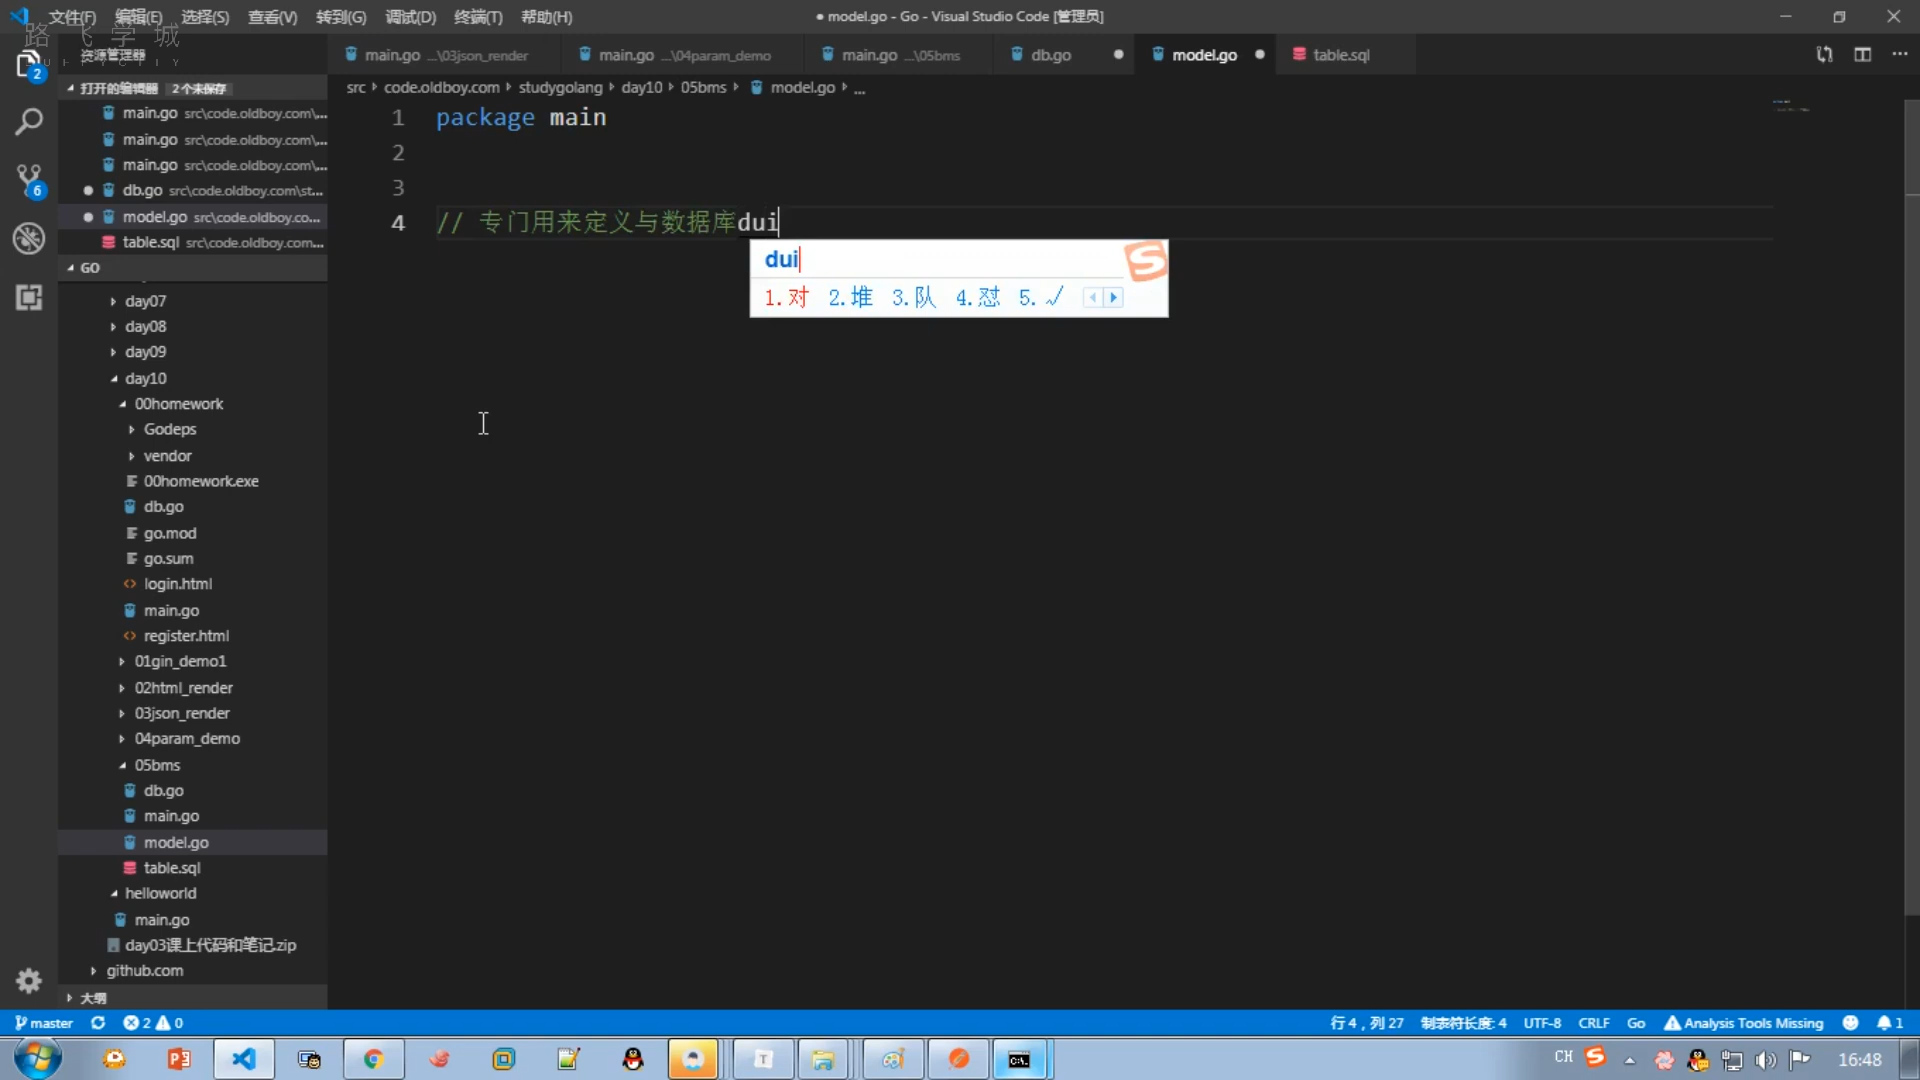 文件(F) 编辑(E) 选择(S) 查看(V) 转到(G) 调试(D) 终端(T) 帮助(H)
● model.go - Go - Visual Studio Code [管理员]
路飞学城
资源管理器
main.go ...\03json_render
main.go ...\04param_demo
main.go ...\05bms
db.go
model.go
table.sql
2
打开的编辑器 2个未保存
main.go src\code.oldboy.com\...
main.go src\code.oldboy.com\...
main.go src\code.oldboy.com\...
db.go src\code.oldboy.com\st...
model.go src\code.oldboy.co...
table.sql src\code.oldboy.com...
6
GO
day07
day08
day09
day10
00homework
Godeps
vendor
00homework.exe
db.go
go.mod
go.sum
login.html
main.go
register.html
01gin_demo1
02html_render
03json_render
04param_demo
05bms
db.go
main.go
model.go
table.sql
helloworld
main.go
day03课上代码和笔记.zip
github.com
大纲
src code.oldboy.com studygolang day10 05bms model.go ...
1 package main
2
3
4 // 专门用来定义与数据库dui
dui
1.对 2.堆 3.队 4.怼 5.√
master 2 0
行 4，列 27 制表符长度: 4 UTF-8 CRLF Go Analysis Tools Missing 1
T
C:\.
CH
16:48